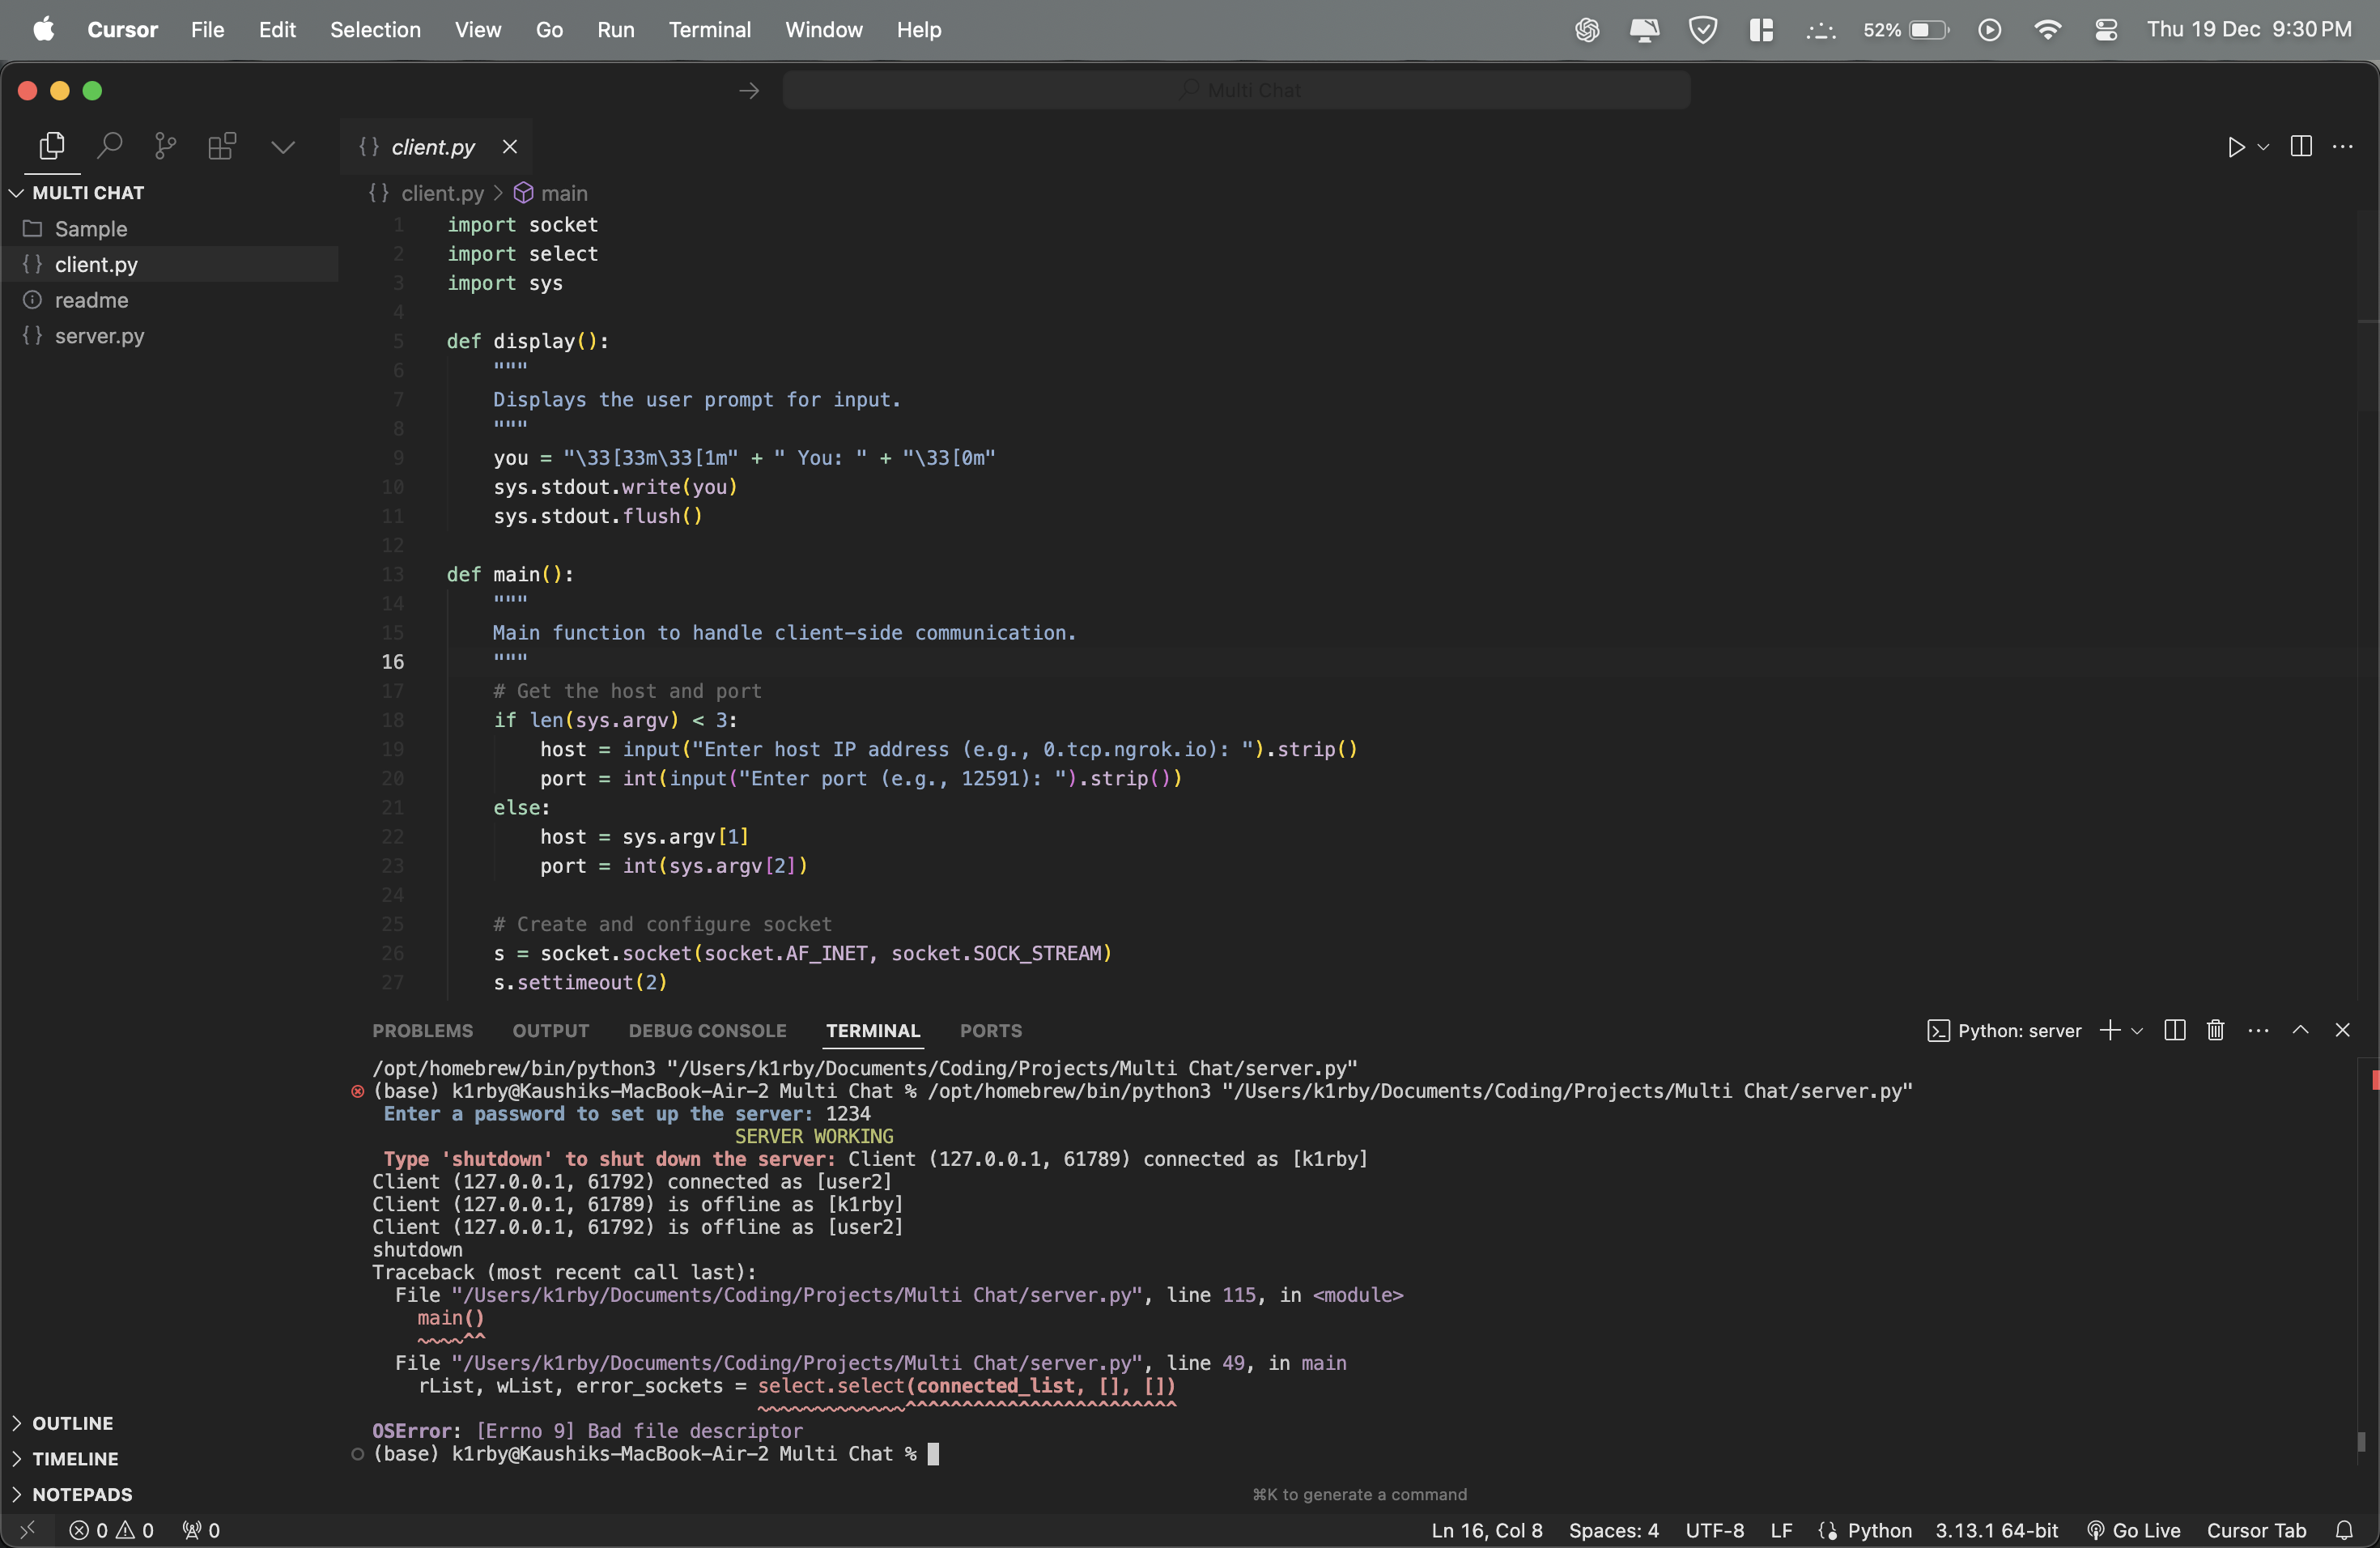 Cursor File Edit Selection View Go Run Terminal Window Help 52% Thu 19 Dec 9:30 PM
Multi Chat
{ } client.py
MULTI CHAT
Sample
{ } client.py
readme
{ } server.py
{ } client.py > main
1 import socket
2 import select
3 import sys
4
5 def display():
6 """
7 Displays the user prompt for input.
8 """
9 you = "\33[33m\33[1m" + " You: " + "\33[0m"
10 sys.stdout.write(you)
11 sys.stdout.flush()
12
13 def main():
14 """
15 Main function to handle client-side communication.
16 """
17 # Get the host and port
18 if len(sys.argv) < 3:
19 host = input("Enter host IP address (e.g., 0.tcp.ngrok.io): ").strip()
20 port = int(input("Enter port (e.g., 12591): ").strip())
21 else:
22 host = sys.argv[1]
23 port = int(sys.argv[2])
24
25 # Create and configure socket
26 s = socket.socket(socket.AF_INET, socket.SOCK_STREAM)
27 s.settimeout(2)
PROBLEMS OUTPUT DEBUG CONSOLE TERMINAL PORTS Python: server
/opt/homebrew/bin/python3 "/Users/k1rby/Documents/Coding/Projects/Multi Chat/server.py"
(base) k1rby@Kaushiks-MacBook-Air-2 Multi Chat % /opt/homebrew/bin/python3 "/Users/k1rby/Documents/Coding/Projects/Multi Chat/server.py"
Enter a password to set up the server: 1234
SERVER WORKING
Type 'shutdown' to shut down the server: Client (127.0.0.1, 61789) connected as [k1rby]
Client (127.0.0.1, 61792) connected as [user2]
Client (127.0.0.1, 61789) is offline as [k1rby]
Client (127.0.0.1, 61792) is offline as [user2]
shutdown
Traceback (most recent call last):
File "/Users/k1rby/Documents/Coding/Projects/Multi Chat/server.py", line 115, in <module>
main()
~~~~^^
File "/Users/k1rby/Documents/Coding/Projects/Multi Chat/server.py", line 49, in main
rList, wList, error_sockets = select.select(connected_list, [], [])
~~~~~~~~~~~~~^^^^^^^^^^^^^^^^^^^^^^^^
OSError: [Errno 9] Bad file descriptor
(base) k1rby@Kaushiks-MacBook-Air-2 Multi Chat %
⌘K to generate a command
OUTLINE
TIMELINE
NOTEPADS
0 0 0 Ln 16, Col 8 Spaces: 4 UTF-8 LF Python 3.13.1 64-bit Go Live Cursor Tab